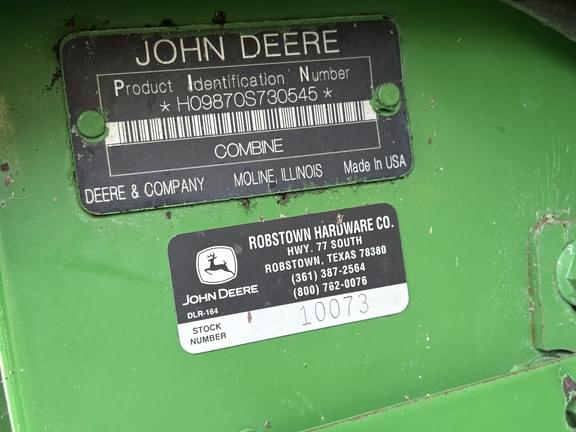 JOHN DEERE
Product Identification Number
* H09870S730545 *
COMBINE
DEERE & COMPANY MOLINE, ILLINOIS Made In USA
ROBSTOWN HARDWARE CO.
HWY. 77 SOUTH
ROBSTOWN, TEXAS 78380
(361) 387-2564
(800) 762-0076
JOHN DEERE
DLR-164
STOCK
NUMBER
10073